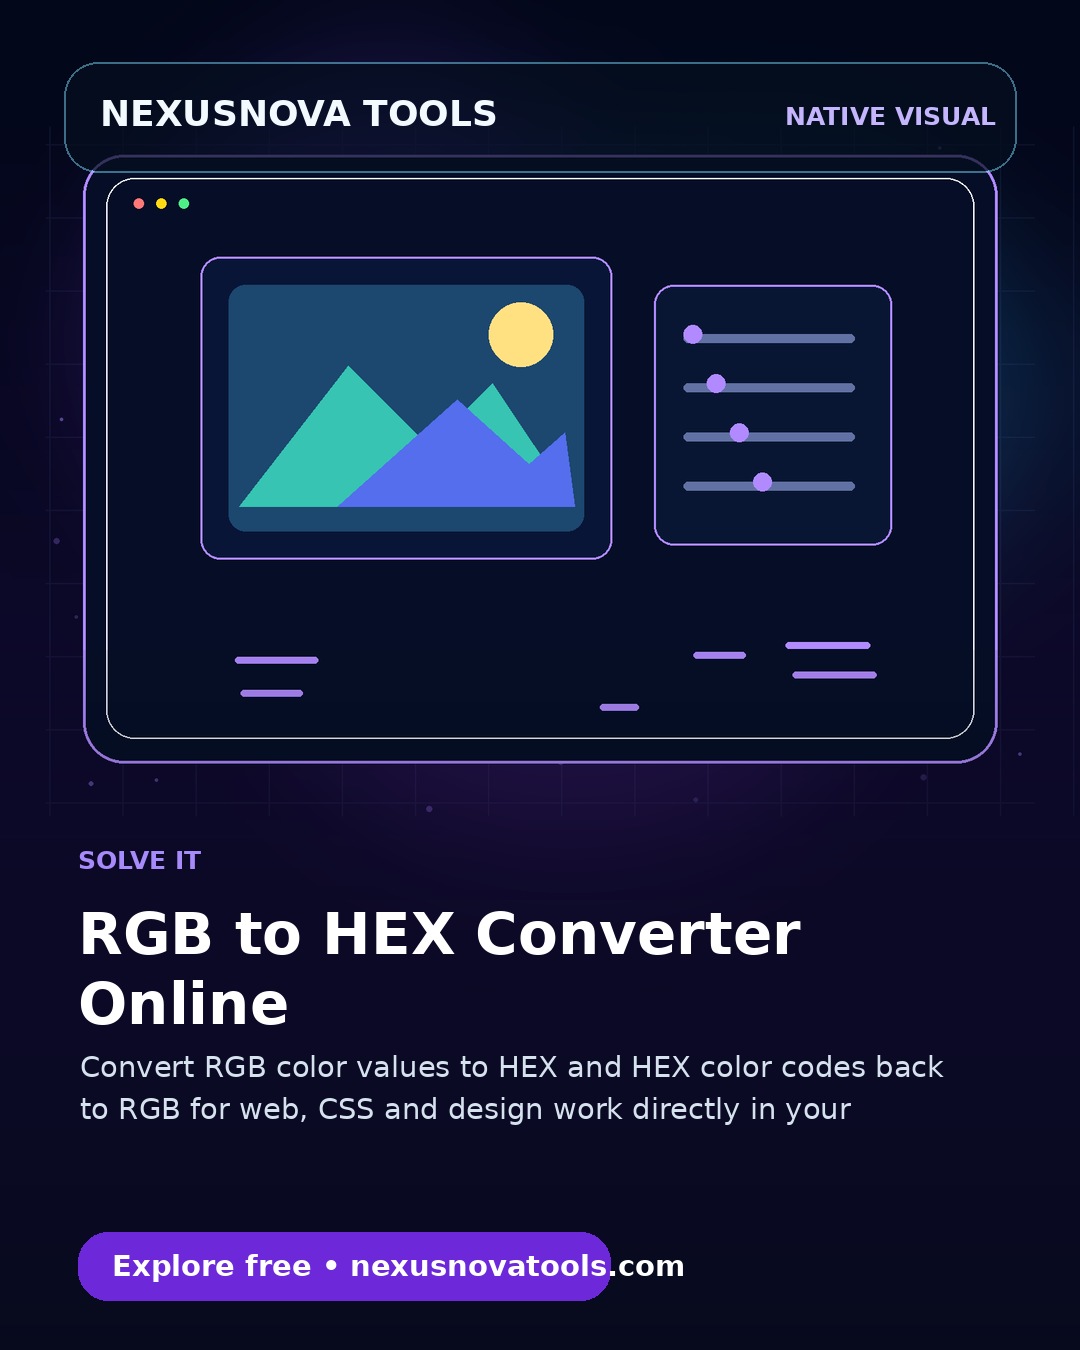 NEXUSNOVA TOOLS
NATIVE VISUAL
SOLVE IT
RGB to HEX Converter
Online
Convert RGB color values to HEX and HEX color codes back
to RGB for web, CSS and design work directly in your
Explore free • nexusnovatools.com